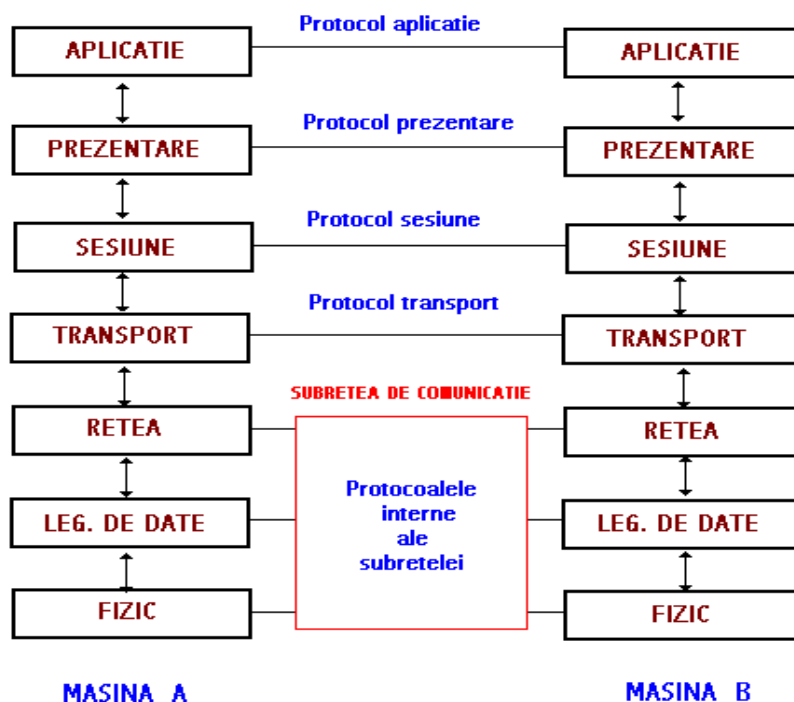 Protocol aplicatie
APLICATIE
APLICATIE
Protocol prezentare
PREZENTARE
PREZENTARE
Protocol sesiune
SESIUNE
SESIUNE
Protocol transport
TRANSPORT
TRANSPORT
SUBRETEA DE COMUNICATIE
RETEA
RETEA
Protocoalele
interne
ale
subretelei
LEG. DE DATE
LEG. DE DATE
FIZIC
FIZIC
MASINA A
MASINA B